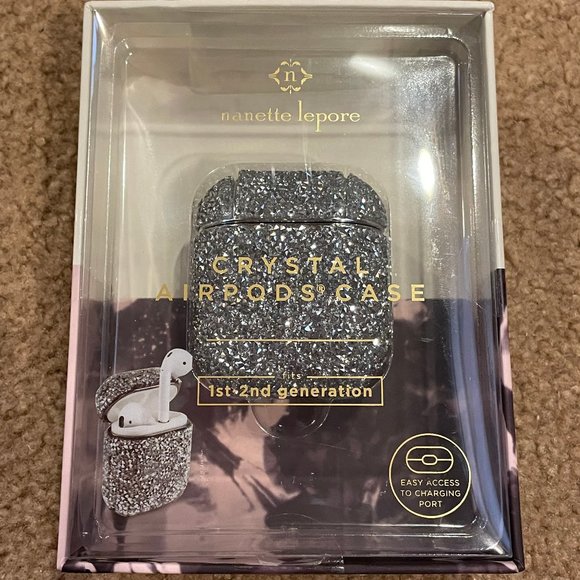 n
nanette lepore
CRYSTAL
AIRPODS® CASE
fits
1st-2nd generation
EASY ACCESS
TO CHARGING
PORT